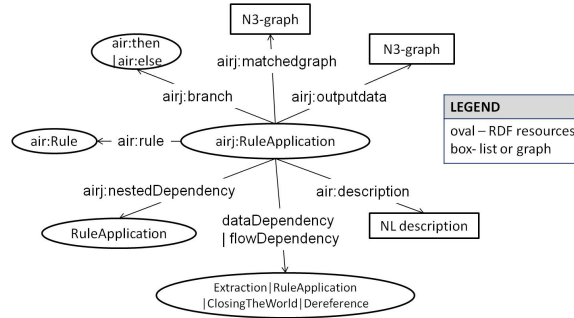 N3-graph
air:then
|air:else
N3-graph
airj:matchedgraph
airj:branch
airj:outputdata
LEGEND
oval – RDF resources
box- list or graph
air:Rule
air:rule
airj:RuleApplication
airj:nestedDependency
air:description
dataDependency
| flowDependency
RuleApplication
NL description
Extraction|RuleApplication
|ClosingTheWorld|Dereference